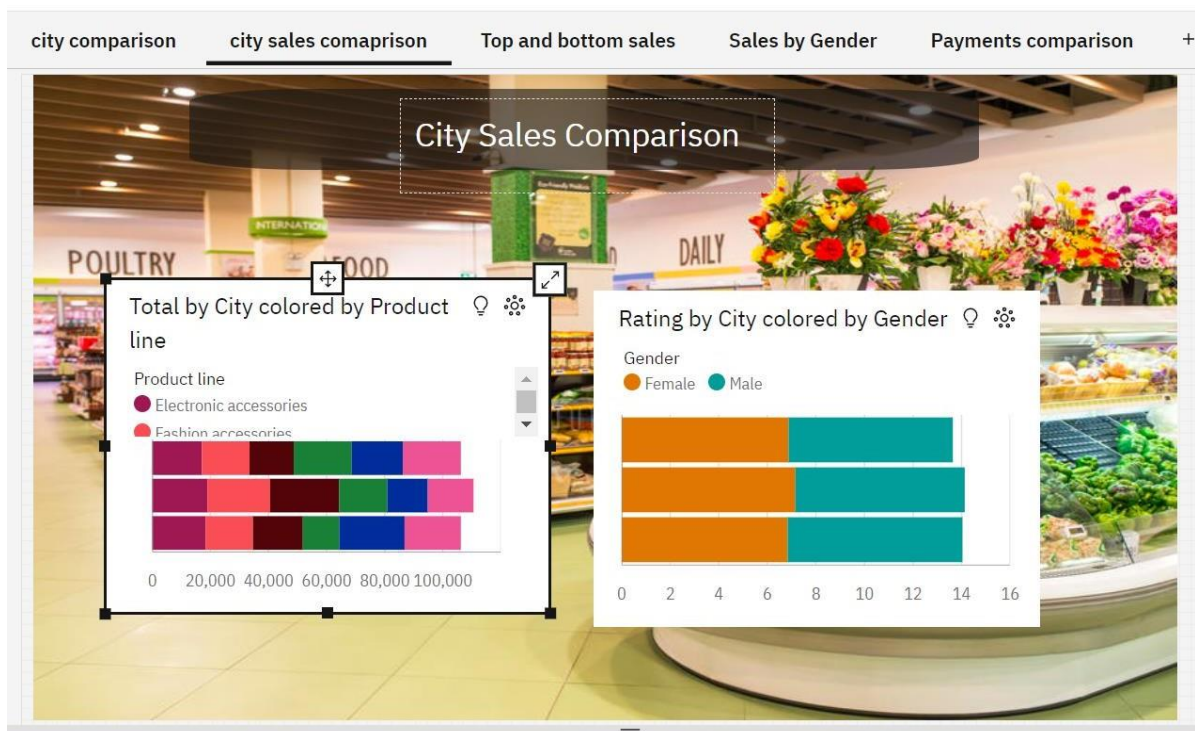 city comparison
city sales comaprison
Top and bottom sales
Sales by Gender
Payments comparison
+
City Sales Comparison
INTERNATIO
POULTRY
FOOD
DAILY
Total by City colored by Product
line
Product line
Electronic accessories
Fashion accessories
0 20,000 40,000 60,000 80,000 100,000
Rating by City colored by Gender
Gender
Female Male
0 2 4 6 8 10 12 14 16